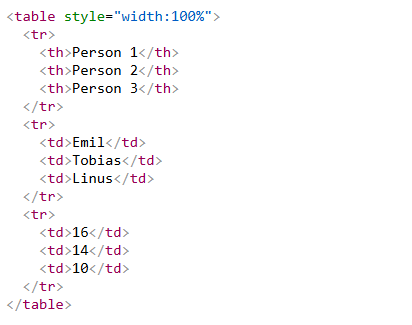 <table style="width:100%">
  <tr>
    <th>Person 1</th>
    <th>Person 2</th>
    <th>Person 3</th>
  </tr>
  <tr>
    <td>Emil</td>
    <td>Tobias</td>
    <td>Linus</td>
  </tr>
  <tr>
    <td>16</td>
    <td>14</td>
    <td>10</td>
  </tr>
</table>